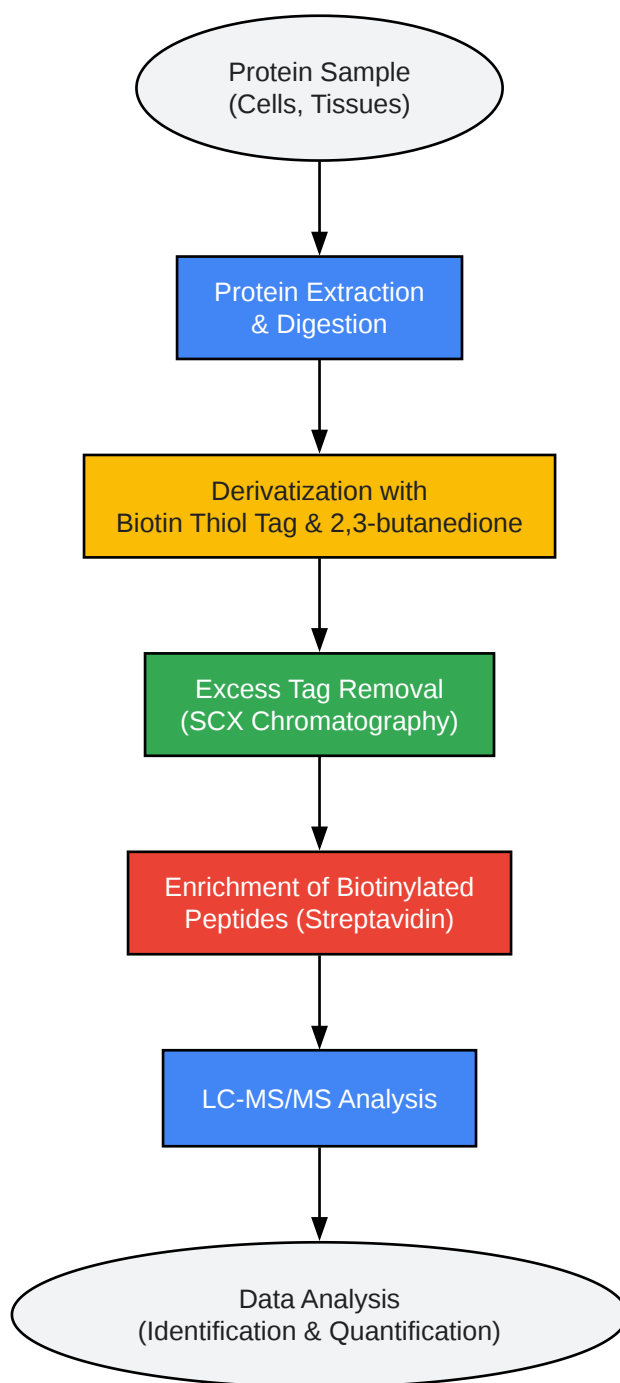 Protein Sample
(Cells, Tissues)
Protein Extraction
& Digestion
Derivatization with
Biotin Thiol Tag & 2,3-butanedione
Excess Tag Removal
(SCX Chromatography)
Enrichment of Biotinylated
Peptides (Streptavidin)
LC-MS/MS Analysis
Data Analysis
(Identification & Quantification)